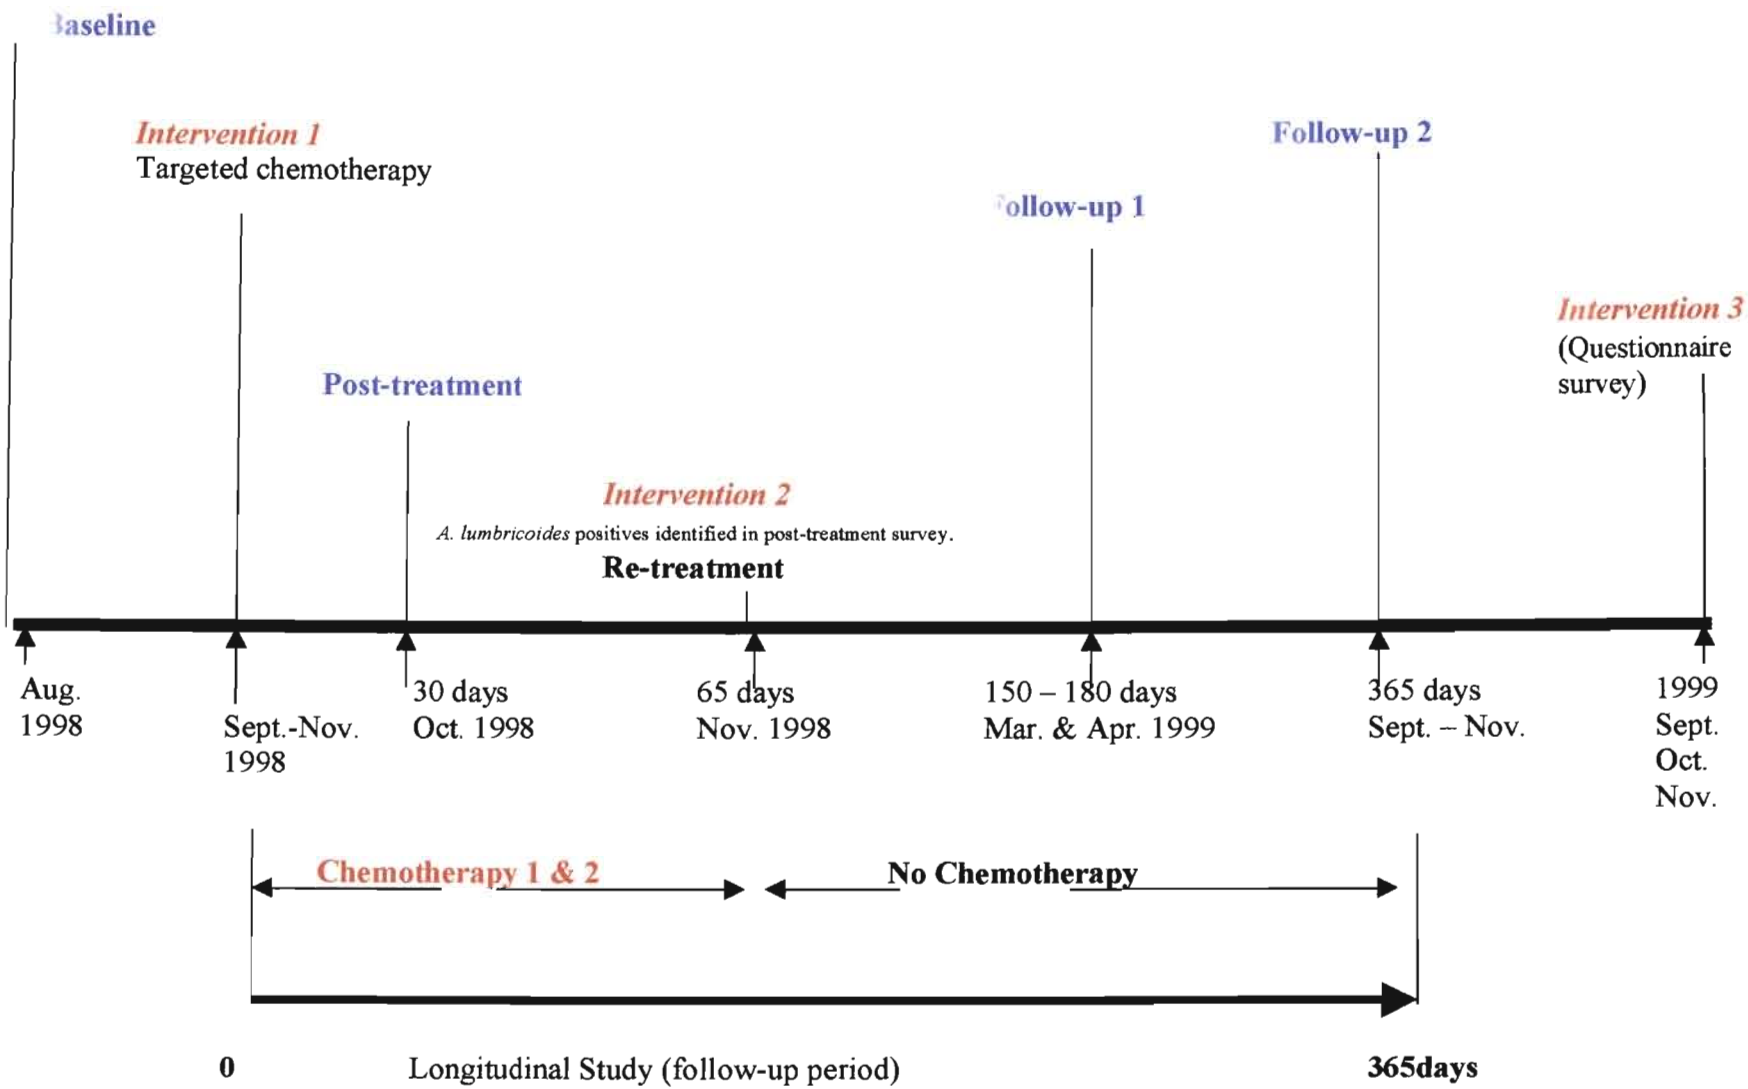 Baseline
Intervention 1
Targeted chemotherapy
Follow-up 2
Follow-up 1
Intervention 3
(Questionnaire
survey)
Post-treatment
Intervention 2
A. lumbricoides positives identified in post-treatment survey.
Re-treatment
Aug.
1998
Sept.-Nov.
1998
30 days
Oct. 1998
65 days
Nov. 1998
150 – 180 days
Mar. & Apr. 1999
365 days
Sept. – Nov.
1999
Sept.
Oct.
Nov.
Chemotherapy 1 & 2
No Chemotherapy
0
Longitudinal Study (follow-up period)
365days